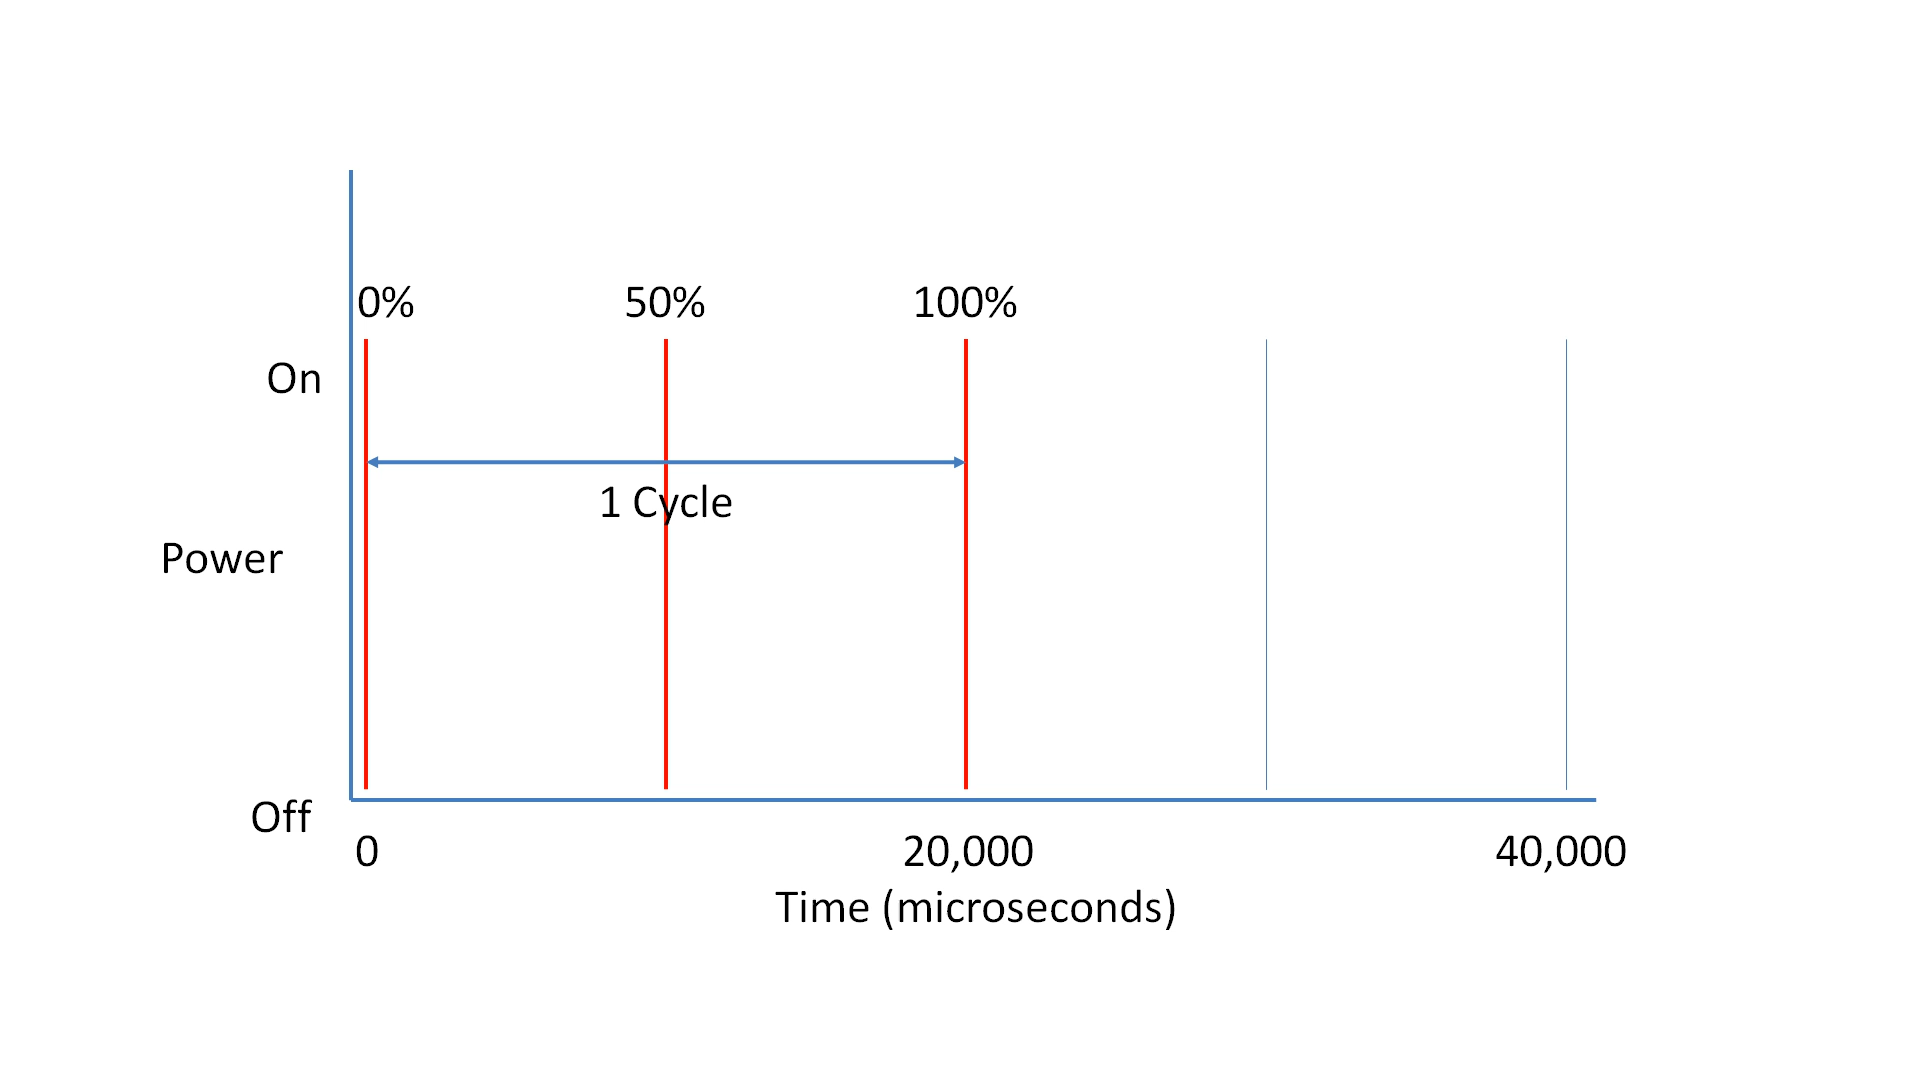 0% 50% 100%
On
1 Cycle
Power
Off
0 20,000 40,000
Time (microseconds)